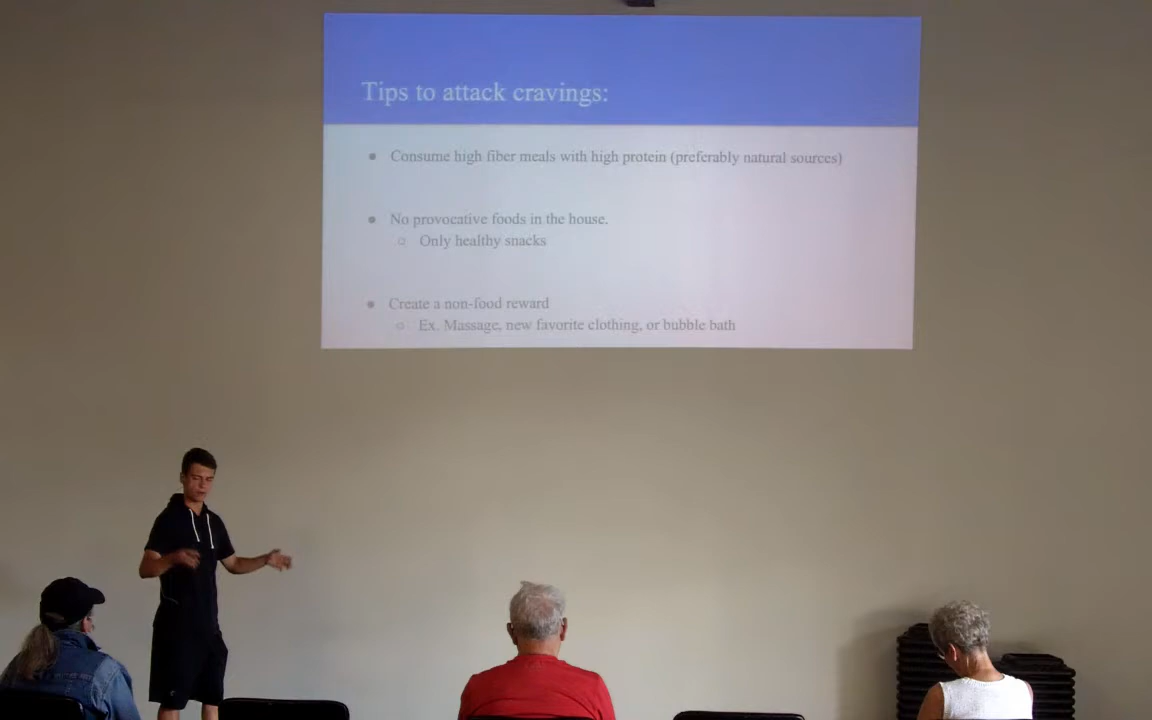 Tips to attack cravings:
● Consume high fiber meals with high protein (preferably natural sources)
● No provocative foods in the house.
○ Only healthy snacks
● Create a non-food reward
○ Ex. Massage, new favorite clothing, or bubble bath